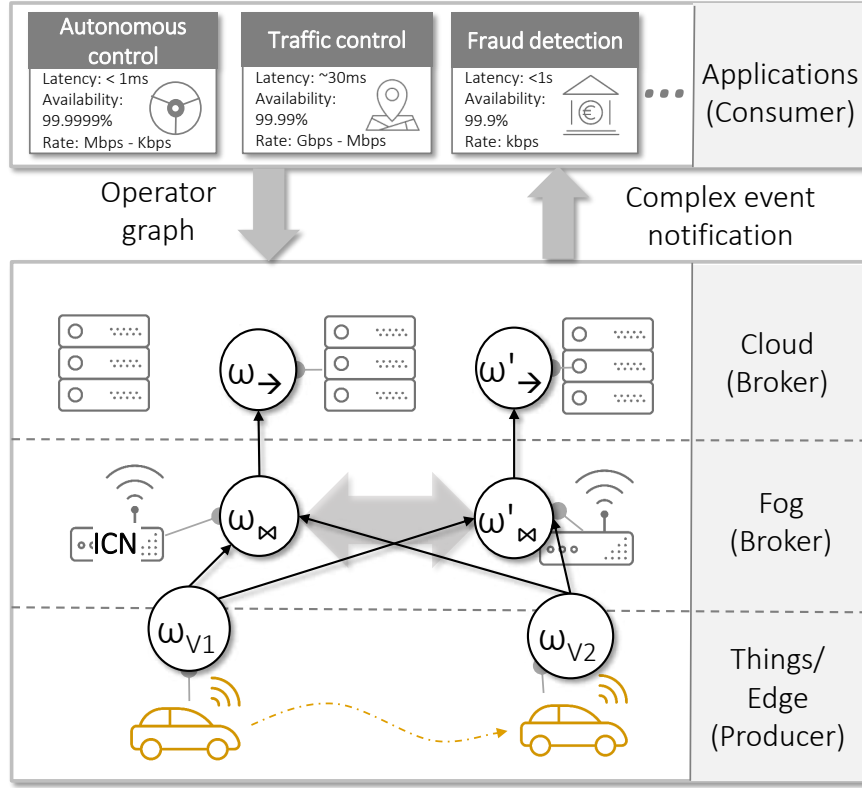 Autonomous
control
Latency: < 1ms
Availability:
99.9999%
Rate: Mbps - Kbps
Traffic control
Latency: ~30ms
Availability:
99.99%
Rate: Gbps - Mbps
Fraud detection
Latency: <1s
Availability:
99.9%
Rate: kbps
€
...
Applications
(Consumer)
Operator
graph
Complex event
notification
ω→
ω'→
Cloud
(Broker)
ICN
ω⋈
ω'⋈
Fog
(Broker)
ωV1
ωV2
Things/
Edge
(Producer)